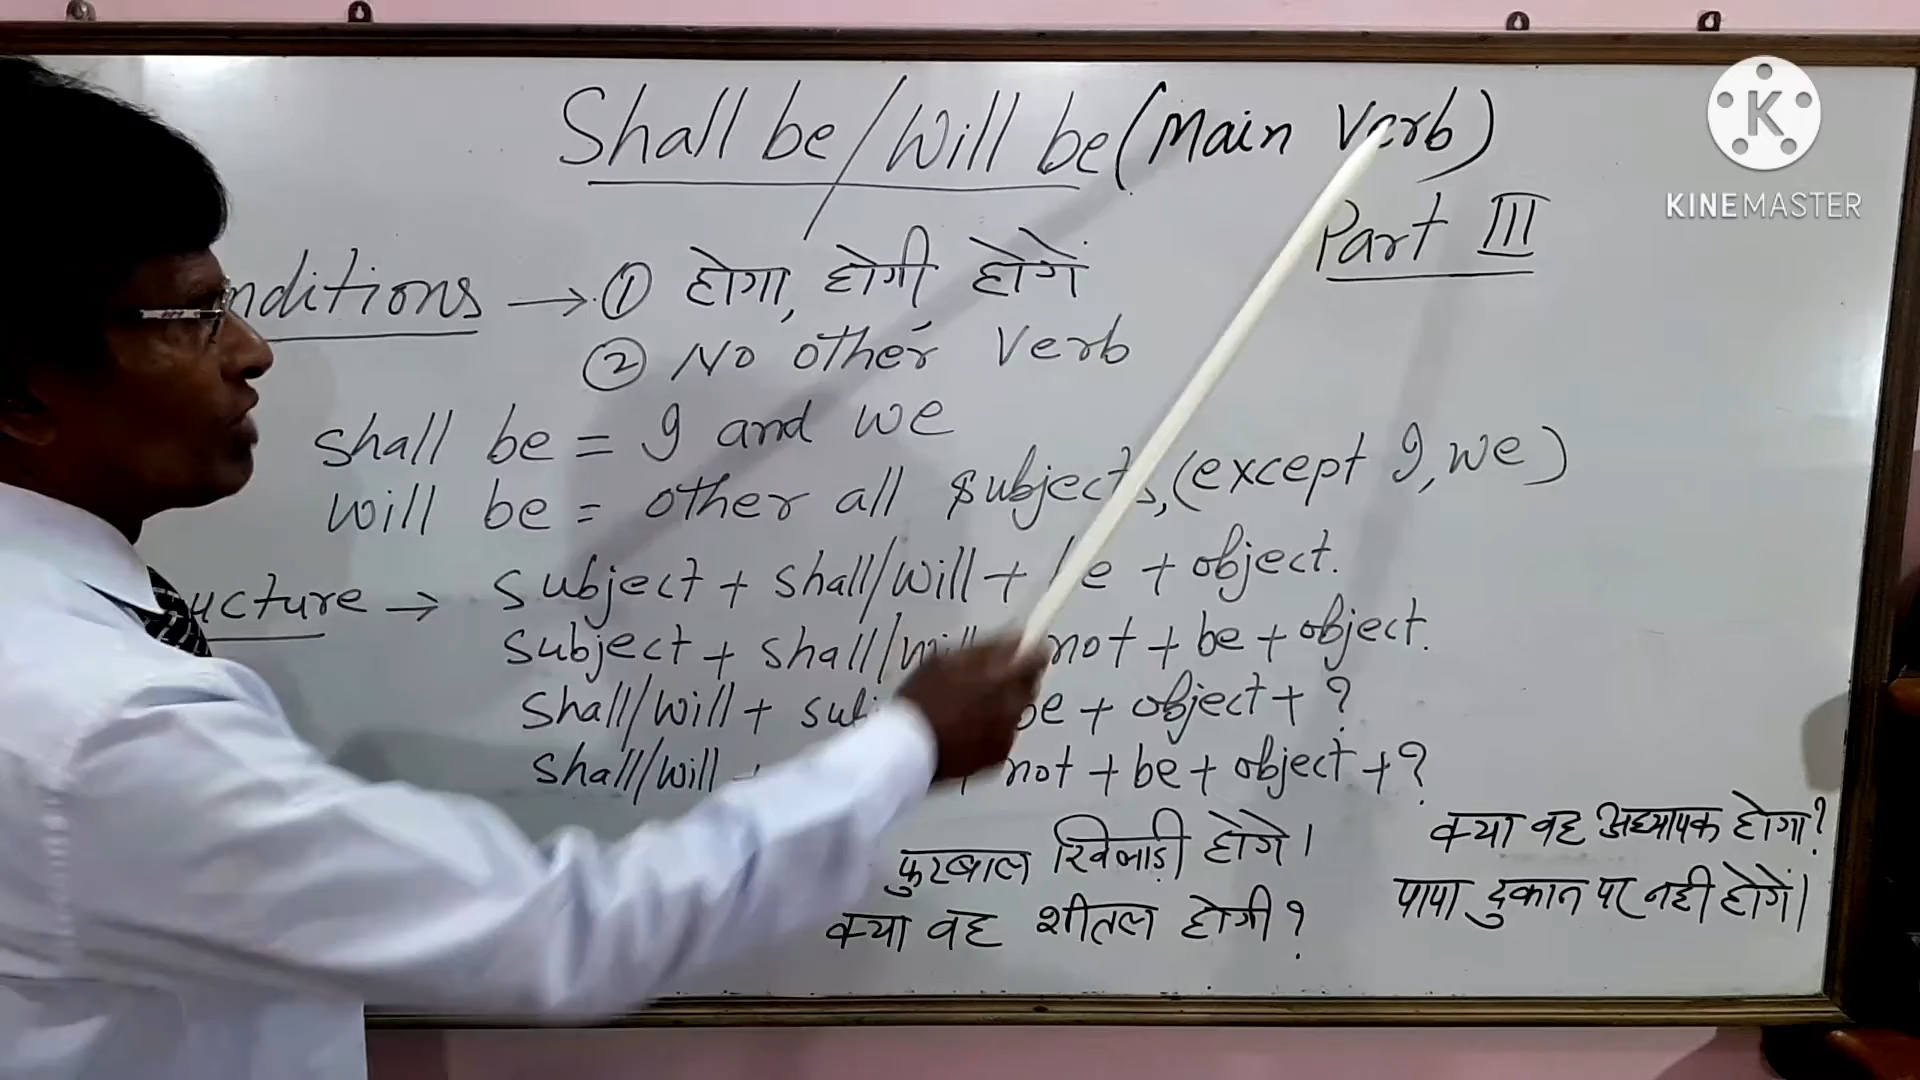 Shall be/Will be (Main Verb)
Part III
nditions → ① होगा, होगी होगें
② No other verb
shall be = I and we
will be = other all subjects, (except I, we)
ucture → subject + shall/will + be + object.
subject + shall/will not + be + object.
shall/will + be + object + ?
shall/will + not + be + object + ?
फुटबाल खिलाड़ी होगे।
क्या वह शीतल होगी?
क्या वह अध्यापक होगा?
पापा दुकान पर नही होगें।
K
KINEMASTER